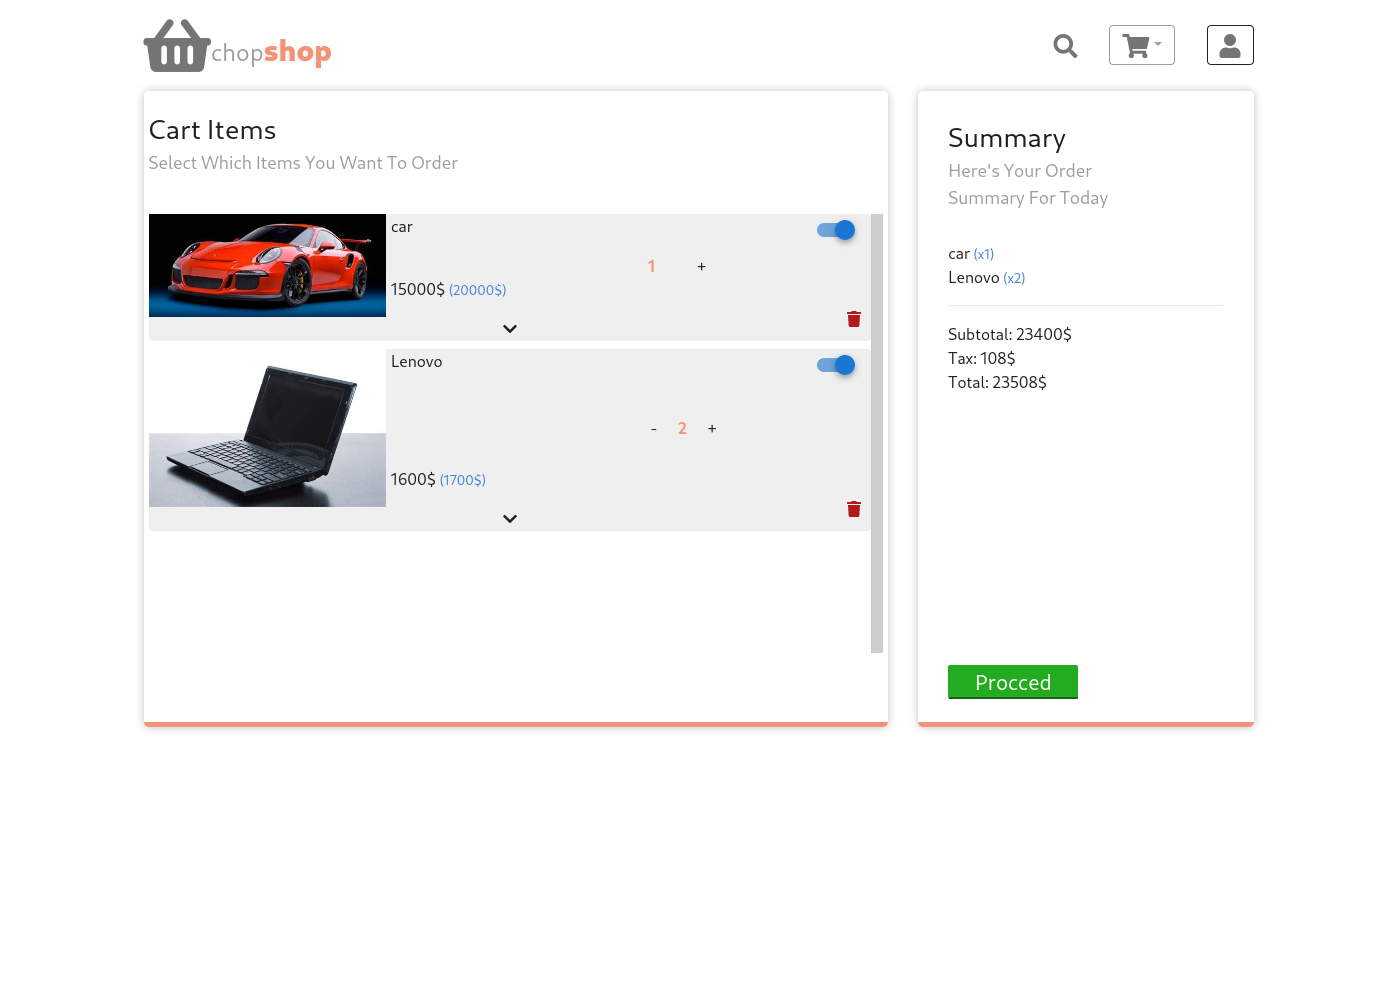 chopshop
Cart Items
Select Which Items You Want To Order
car
1 +
15000$ (20000$)
Lenovo
- 2 +
1600$ (1700$)
Summary
Here's Your Order
Summary For Today
car (x1)
Lenovo (x2)
Subtotal: 23400$
Tax: 108$
Total: 23508$
Procced